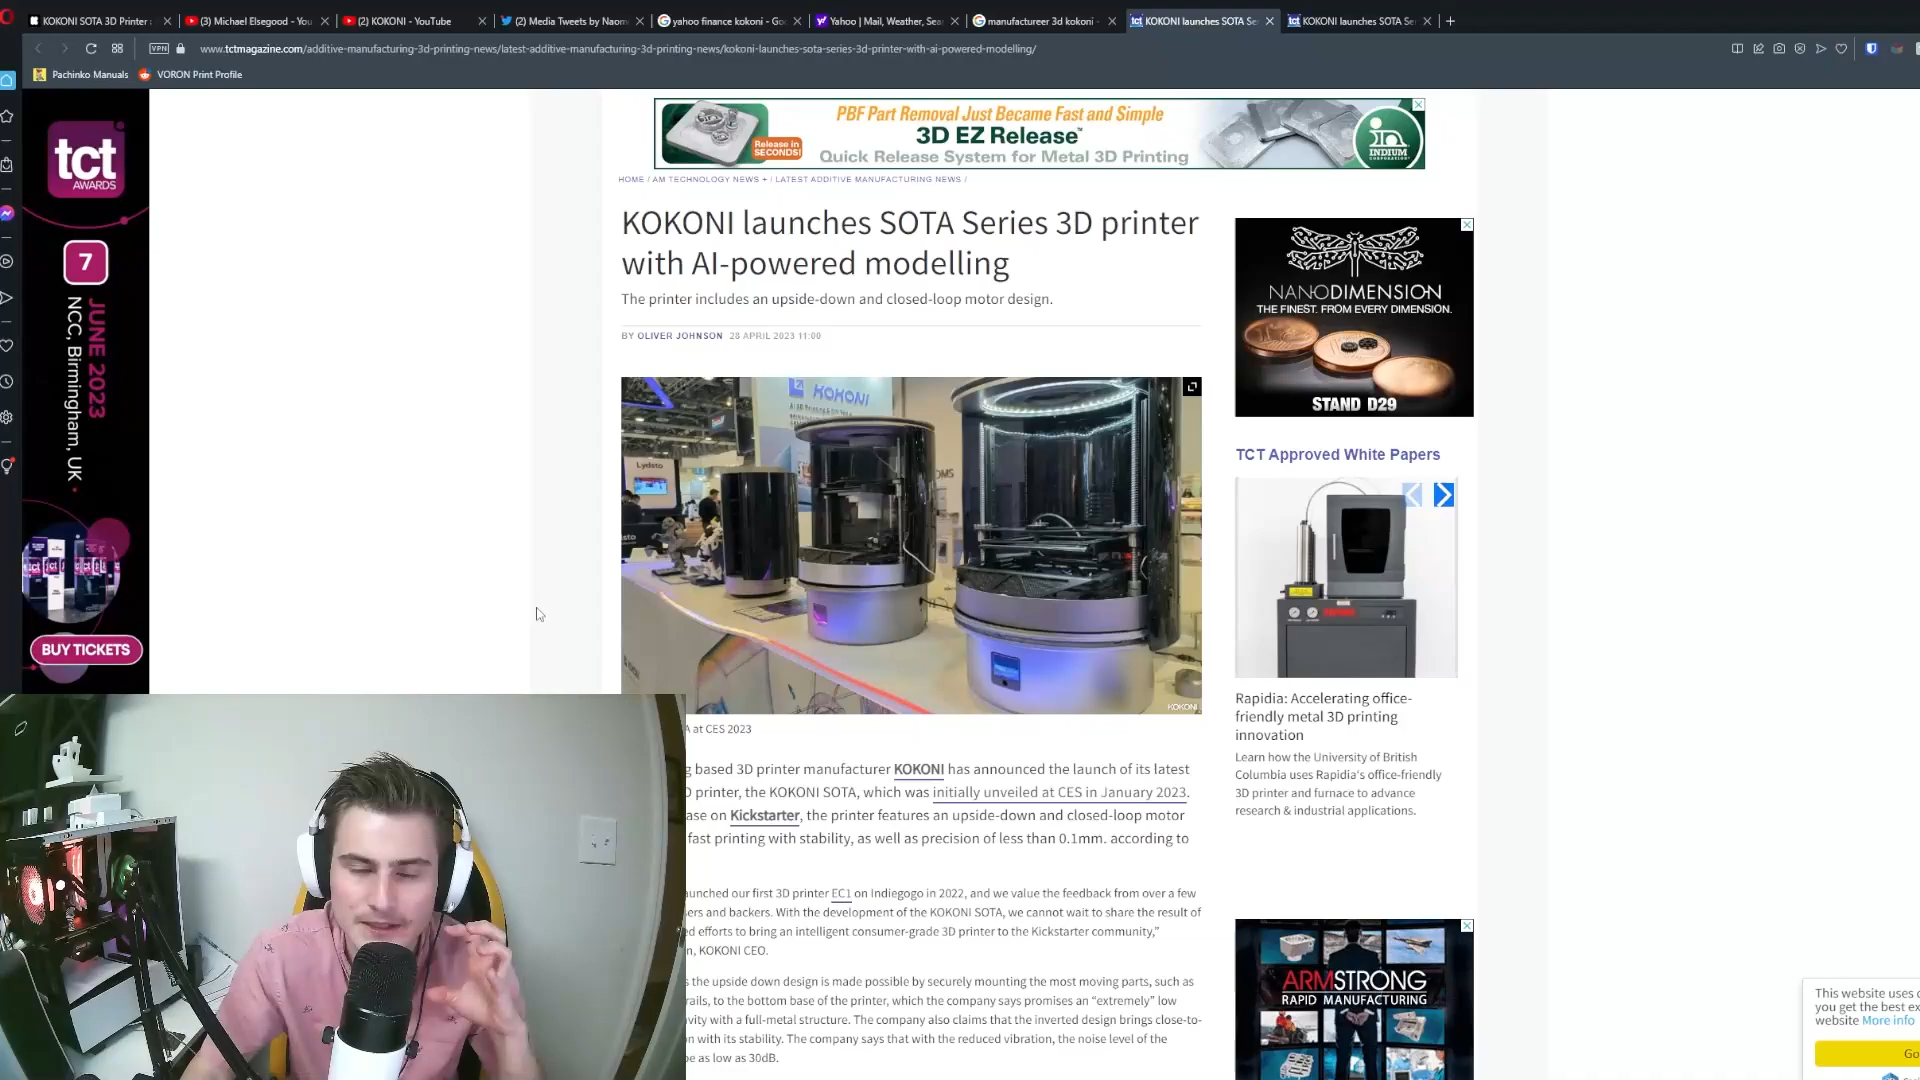 KOKONI SOTA 3D Printer
(3) Michael Elsegood - You
(2) KOKONI - YouTube
(2) Media Tweets by Naom
yahoo finance kokoni - Go
Yahoo | Mail, Weather, Sea
manufactureer 3d kokoni -
KOKONI launches SOTA Se
KOKONI launches SOTA Se
VPN
www.tctmagazine.com/additive-manufacturing-3d-printing-news/latest-additive-manufacturing-3d-printing-news/kokoni-launches-sota-series-3d-printer-with-ai-powered-modelling/
Pachinko Manuals
VORON Print Profile
tct
AWARDS
7
JUNE 2023
NCC, Birmingham, UK
BUY TICKETS
Release in
SECONDS!
PBF Part Removal Just Became Fast and Simple
3D EZ Release™
Quick Release System for Metal 3D Printing
INDIUM
CORPORATION
HOME / AM TECHNOLOGY NEWS + / LATEST ADDITIVE MANUFACTURING NEWS /
KOKONI launches SOTA Series 3D printer
with AI-powered modelling
The printer includes an upside-down and closed-loop motor design.
BY OLIVER JOHNSON 28 APRIL 2023 11:00
KOKONI
Lydsto
KOKONI
A at CES 2023
g based 3D printer manufacturer KOKONI has announced the launch of its latest
D printer, the KOKONI SOTA, which was initially unveiled at CES in January 2023.
ase on Kickstarter, the printer features an upside-down and closed-loop motor
fast printing with stability, as well as precision of less than 0.1mm. according to
unched our first 3D printer EC1 on Indiegogo in 2022, and we value the feedback from over a few
ers and backers. With the development of the KOKONI SOTA, we cannot wait to share the result of
ed efforts to bring an intelligent consumer-grade 3D printer to the Kickstarter community,”
n, KOKONI CEO.
s the upside down design is made possible by securely mounting the most moving parts, such as
rails, to the bottom base of the printer, which the company says promises an “extremely” low
vity with a full-metal structure. The company also claims that the inverted design brings close-to-
n with its stability. The company says that with the reduced vibration, the noise level of the
be as low as 30dB.
NANODIMENSION
THE FINEST. FROM EVERY DIMENSION.
STAND D29
TCT Approved White Papers
Rapidia: Accelerating office-
friendly metal 3D printing
innovation
Learn how the University of British
Columbia uses Rapidia's office-friendly
3D printer and furnace to advance
research & industrial applications.
ARMSTRONG
RAPID MANUFACTURING
This website uses c
you get the best ex
website More info
Go